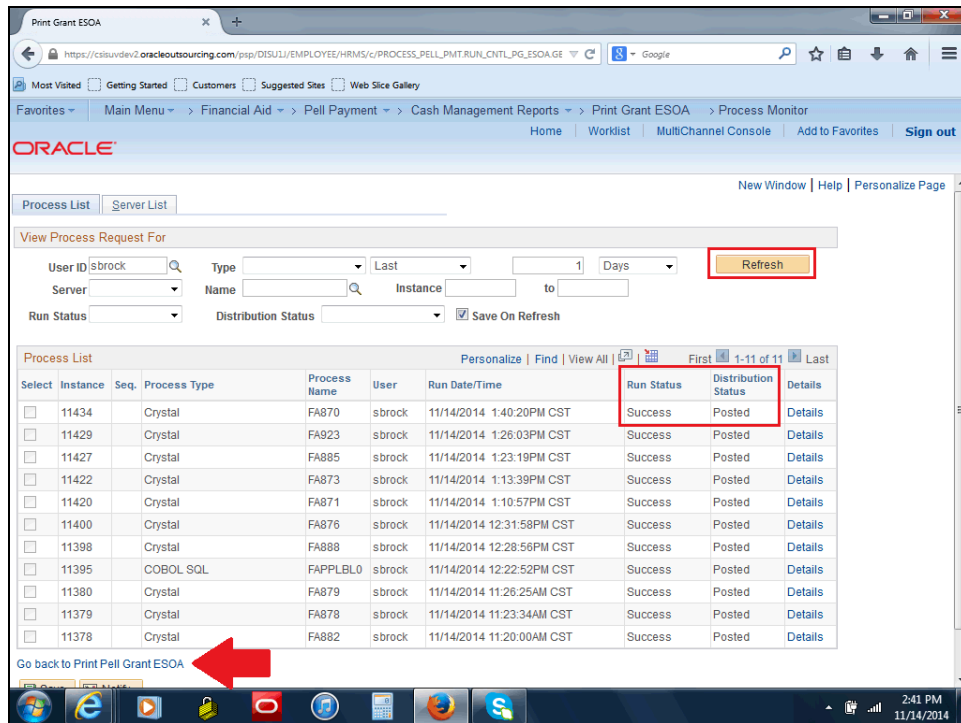 Print Grant ESOA
https://csisuvdev2.oracleoutsourcing.com/psp/DISU1J/EMPLOYEE/HRMS/c/PROCESS_PELL_PMT.RUN_CNTL_PG_ESOA.GE
Google
Most Visited Getting Started Customers Suggested Sites Web Slice Gallery
Favorites Main Menu > Financial Aid > Pell Payment > Cash Management Reports > Print Grant ESOA > Process Monitor
Home Worklist MultiChannel Console Add to Favorites Sign out
ORACLE
New Window | Help | Personalize Page
Process List Server List
View Process Request For
User ID sbrock Type Last 1 Days Refresh
Server Name Instance to
Run Status Distribution Status Save On Refresh
Process List Personalize | Find | View All | First 1-11 of 11 Last
Select Instance Seq. Process Type Process Name User Run Date/Time Run Status Distribution Status Details
11434 Crystal FA870 sbrock 11/14/2014 1:40:20PM CST Success Posted Details
11429 Crystal FA923 sbrock 11/14/2014 1:26:03PM CST Success Posted Details
11427 Crystal FA885 sbrock 11/14/2014 1:23:19PM CST Success Posted Details
11422 Crystal FA873 sbrock 11/14/2014 1:13:39PM CST Success Posted Details
11420 Crystal FA871 sbrock 11/14/2014 1:10:57PM CST Success Posted Details
11400 Crystal FA876 sbrock 11/14/2014 12:31:58PM CST Success Posted Details
11398 Crystal FA888 sbrock 11/14/2014 12:28:56PM CST Success Posted Details
11395 COBOL SQL FAPPLBL0 sbrock 11/14/2014 12:22:52PM CST Success Posted Details
11380 Crystal FA879 sbrock 11/14/2014 11:26:25AM CST Success Posted Details
11379 Crystal FA878 sbrock 11/14/2014 11:23:34AM CST Success Posted Details
11378 Crystal FA882 sbrock 11/14/2014 11:20:00AM CST Success Posted Details
Go back to Print Pell Grant ESOA
2:41 PM
11/14/2014